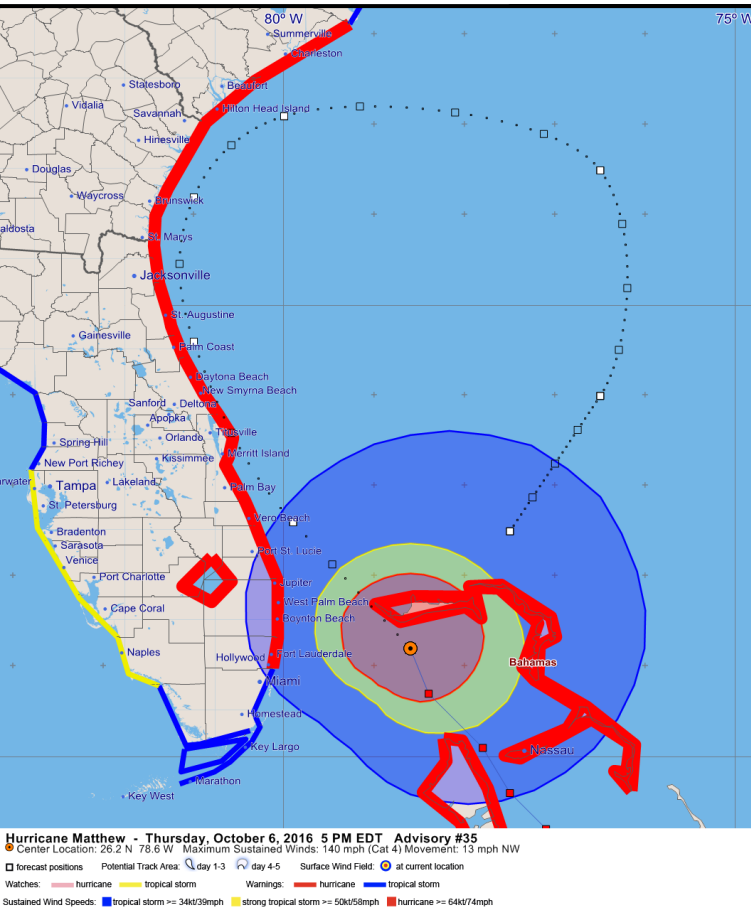 80° W
75° W
Summerville
Charleston
Statesboro
Beaufort
Vidalia
Savannah
Hilton Head Island
Hinesville
Douglas
Waycross
Brunswick
aldosta
St. Marys
Jacksonville
St. Augustine
Gainesville
Palm Coast
Daytona Beach
New Smyrna Beach
Sanford
Deltona
Apopka
Orlando
Titusville
Spring Hill
Kissimmee
Merritt Island
New Port Richey
arwater
Tampa
Lakeland
Palm Bay
St. Petersburg
Vero Beach
Bradenton
Sarasota
Port St. Lucie
Venice
Port Charlotte
Jupiter
Cape Coral
West Palm Beach
Boynton Beach
Naples
Hollywood
Fort Lauderdale
Bahamas
Miami
Homestead
Key Largo
Nassau
Marathon
Key West
Hurricane Matthew - Thursday, October 6, 2016 5 PM EDT Advisory #35
Center Location: 26.2 N 78.6 W Maximum Sustained Winds: 140 mph (Cat 4) Movement: 13 mph NW
forecast positions Potential Track Area: day 1-3 day 4-5 Surface Wind Field: at current location
Watches: hurricane tropical storm Warnings: hurricane tropical storm
Sustained Wind Speeds: tropical storm >= 34kt/39mph strong tropical storm >= 50kt/58mph hurricane >= 64kt/74mph